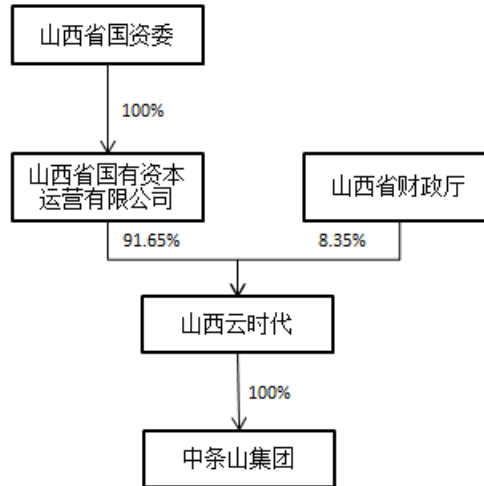 山西省国资委
100%
山西省国有资本
运营有限公司
山西省财政厅
91.65%
8.35%
山西云时代
100%
中条山集团